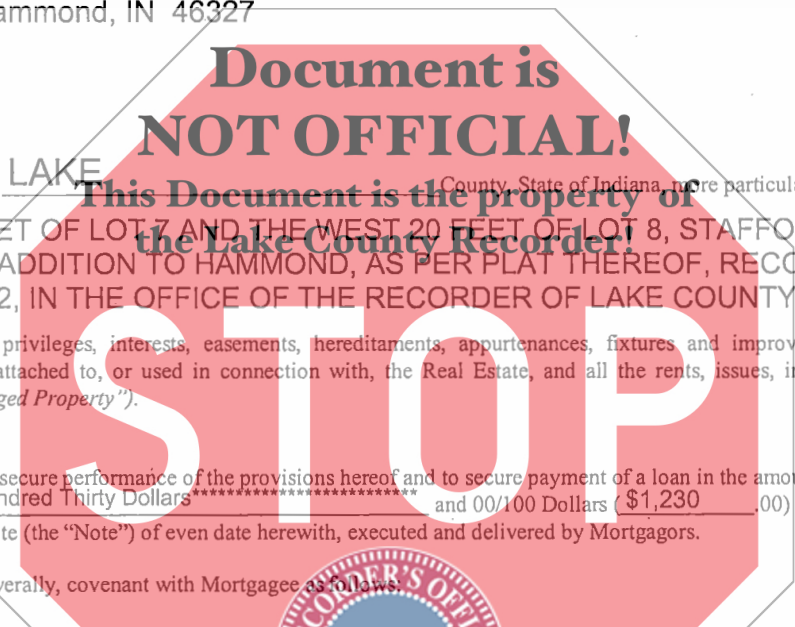 ammond, IN 46327
Document is
NOT OFFICIAL!
LAKE County, State of Indiana, more particul
This Document is the property of
ET OF LOT 7 AND THE WEST 20 FEET OF LOT 8, STAFFO
the Lake County Recorder!
ADDITION TO HAMMOND, AS PER PLAT THEREOF, RECO
2, IN THE OFFICE OF THE RECORDER OF LAKE COUNTY
STOP
privileges, interests, easements, hereditaments, appurtenances, fixtures and improv
attached to, or used in connection with, the Real Estate, and all the rents, issues, i
ged Property”).
secure performance of the provisions hereof and to secure payment of a loan in the amou
ndred Thirty Dollars**************************** and 00/100 Dollars ( $1,230 .00)
te (the “Note”) of even date herewith, executed and delivered by Mortgagors.
verally, covenant with Mortgagee as follows:
CORDER'S OFFI